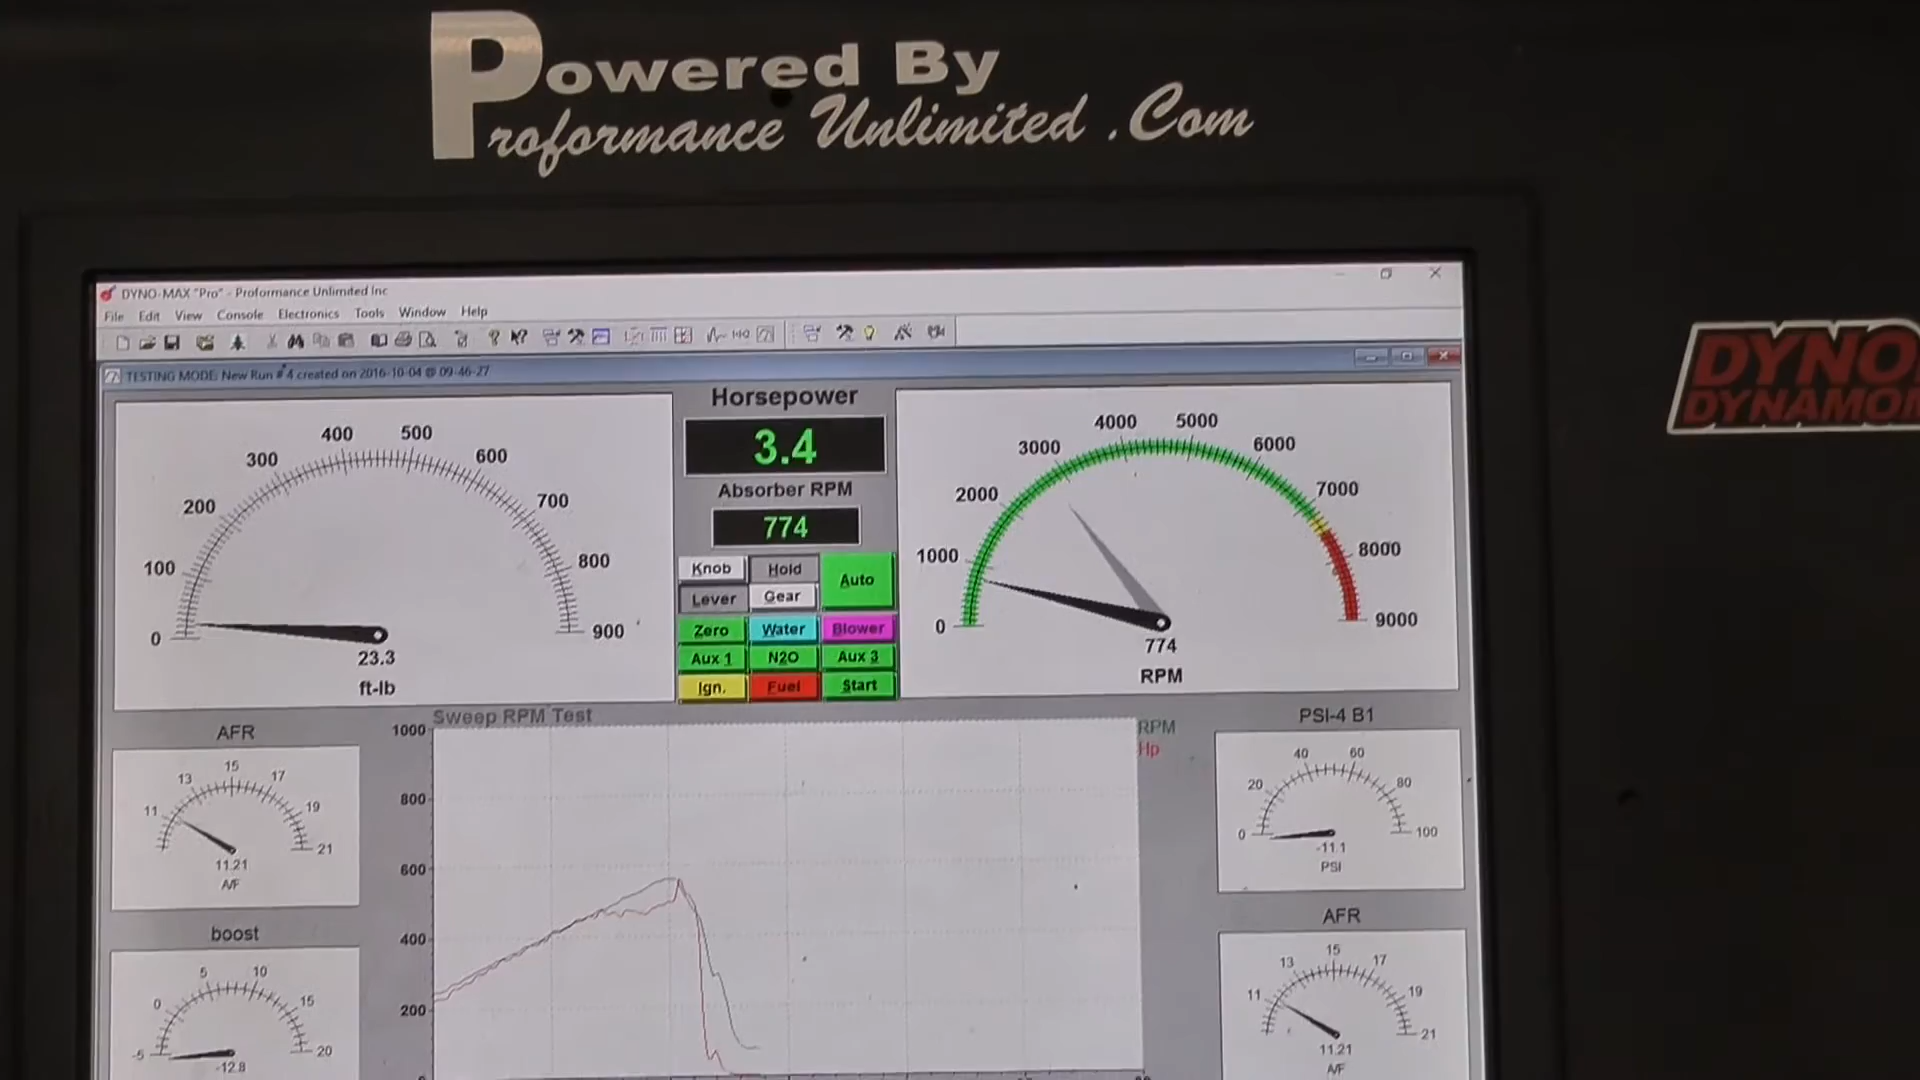 Powered By
Proformance Unlimited .Com
DYNO-MAX "Pro" - Proformance Unlimited Inc
File Edit View Console Electronics Tools Window Help
TESTING MODE: New Run # 4 created on 2016-10-04 @ 09-46-27
DYNO
DYNAMO
0 100 200 300 400 500 600 700 800 900
23.3
ft-lb
Horsepower
3.4
Absorber RPM
774
Knob Hold Auto
Lever Gear
Zero Water Blower
Aux 1 N2O Aux 3
Ign. Fuel Start
0 1000 2000 3000 4000 5000 6000 7000 8000 9000
774
RPM
AFR
11 13 15 17 19 21
11.21
A/F
boost
-5 0 5 10 15 20
-12.8
Sweep RPM Test
1000
800
600
400
200
RPM
Hp
PSI-4 B1
0 20 40 60 80 100
-11.1
PSI
AFR
11 13 15 17 19 21
11.21
A/F